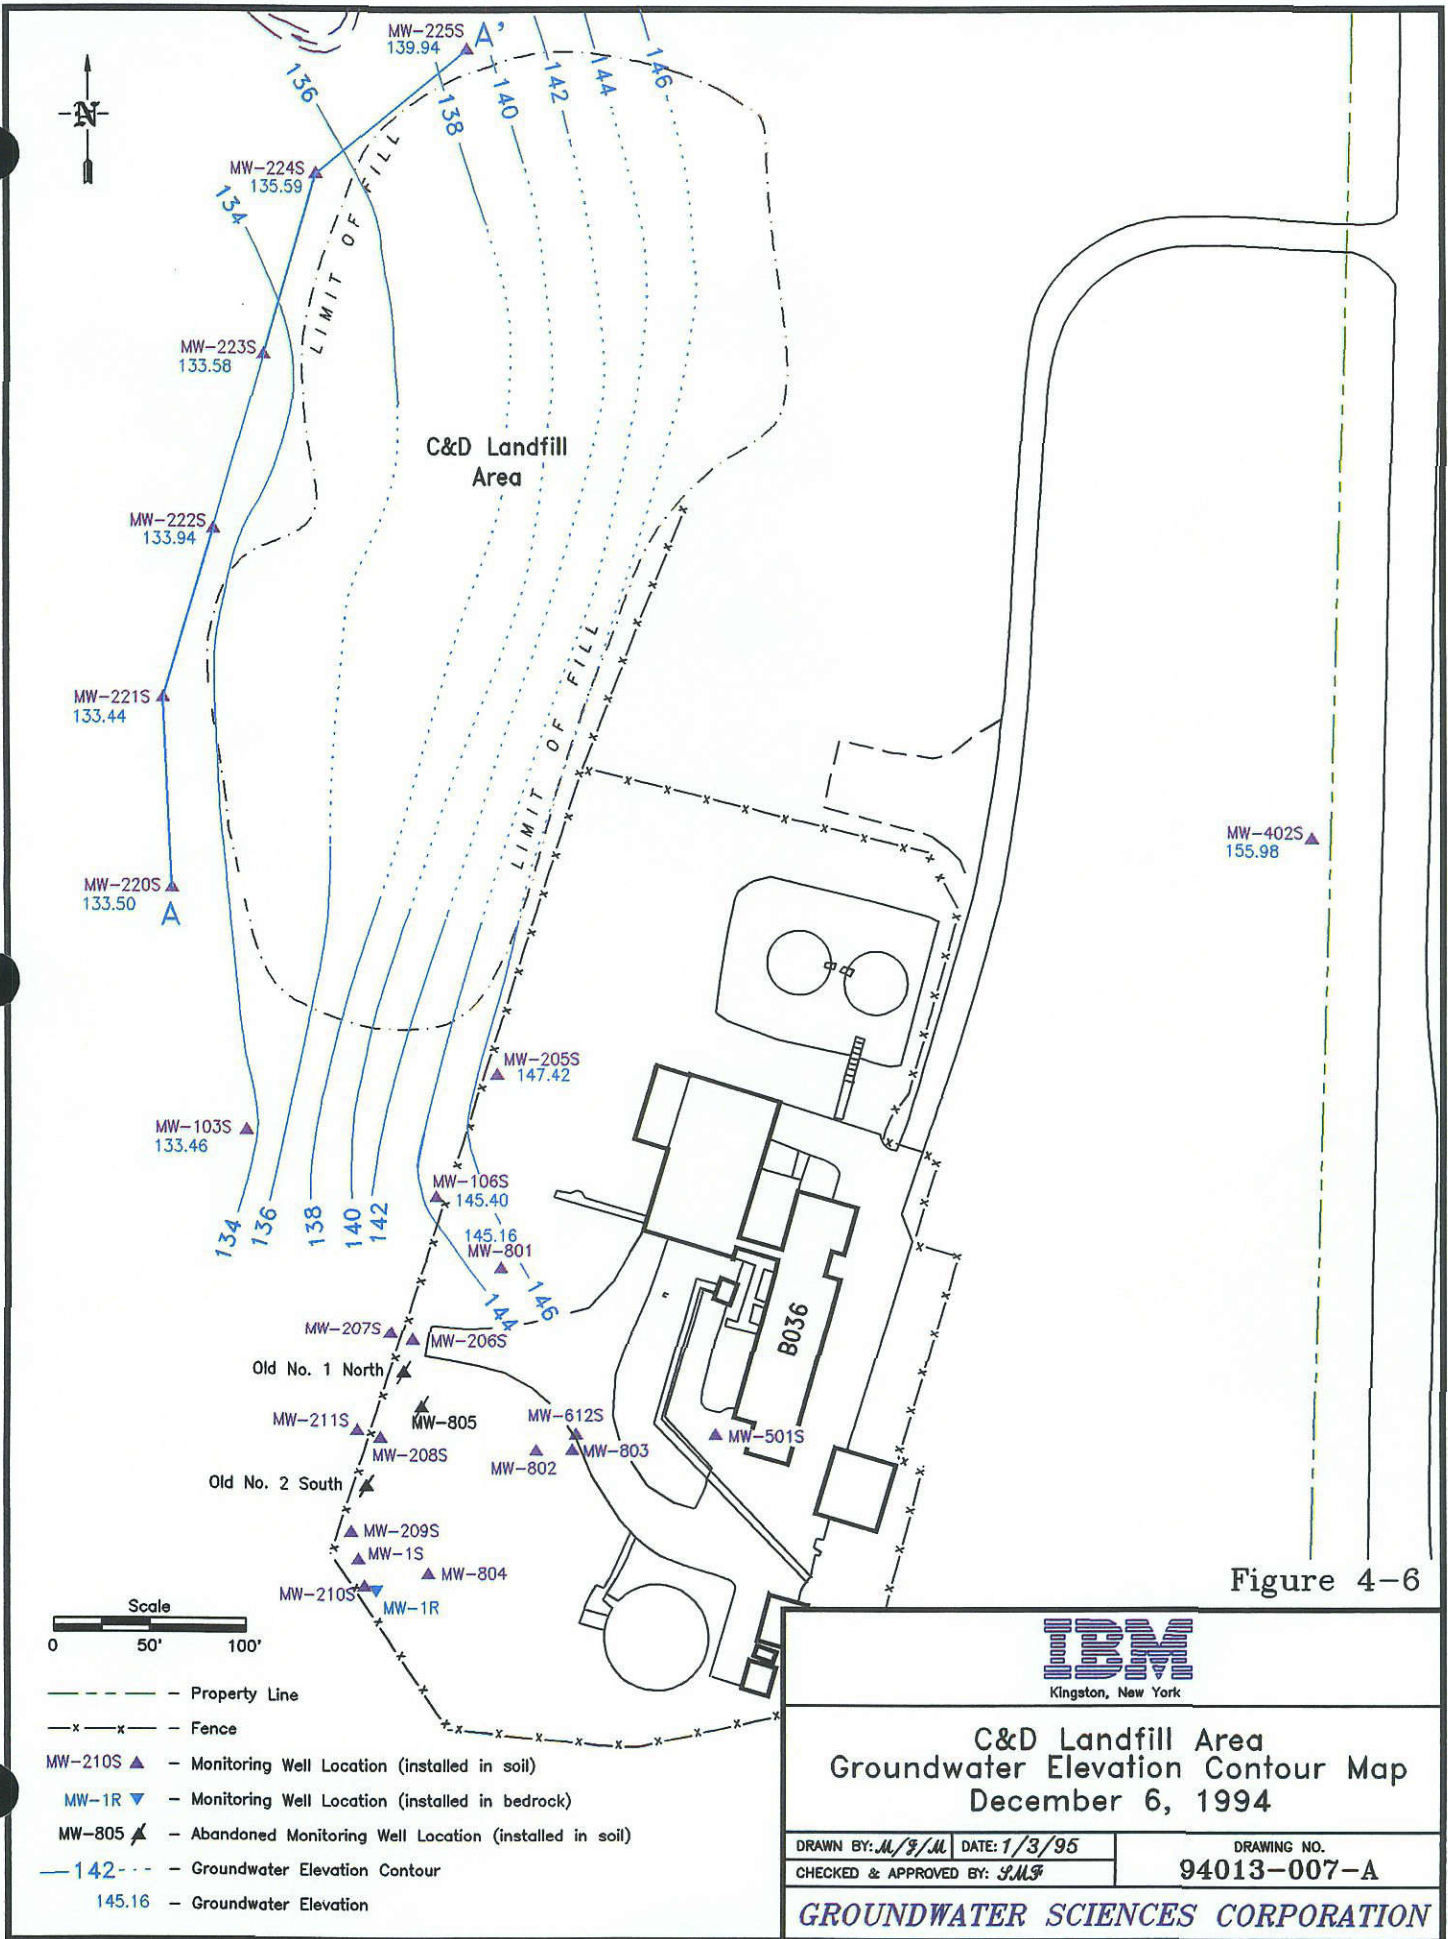 MW-225S
139.94
A'
136
138
140
142
144
146
N
MW-224S
135.59
134
LIMIT OF FILL
MW-223S
133.58
C&D Landfill
Area
MW-222S
133.94
LIMIT OF FILL
MW-221S
133.44
MW-402S
155.98
MW-220S
133.50
A
MW-205S
147.42
MW-103S
133.46
MW-106S
145.40
134
136
138
140
142
145.16
MW-801
144
146
B036
MW-207S
MW-206S
Old No. 1 North
MW-805
MW-211S
MW-208S
MW-612S
MW-803
MW-802
MW-501S
Old No. 2 South
MW-209S
MW-1S
MW-804
MW-210S
MW-1R
Figure 4-6
Scale
0 50' 100'
- Property Line
- Fence
MW-210S - Monitoring Well Location (installed in soil)
MW-1R - Monitoring Well Location (installed in bedrock)
MW-805 - Abandoned Monitoring Well Location (installed in soil)
142 - Groundwater Elevation Contour
145.16 - Groundwater Elevation
IBM
Kingston, New York
C&D Landfill Area
Groundwater Elevation Contour Map
December 6, 1994
DRAWN BY: DATE: 1/3/95
CHECKED & APPROVED BY:
DRAWING NO.
94013-007-A
GROUNDWATER SCIENCES CORPORATION